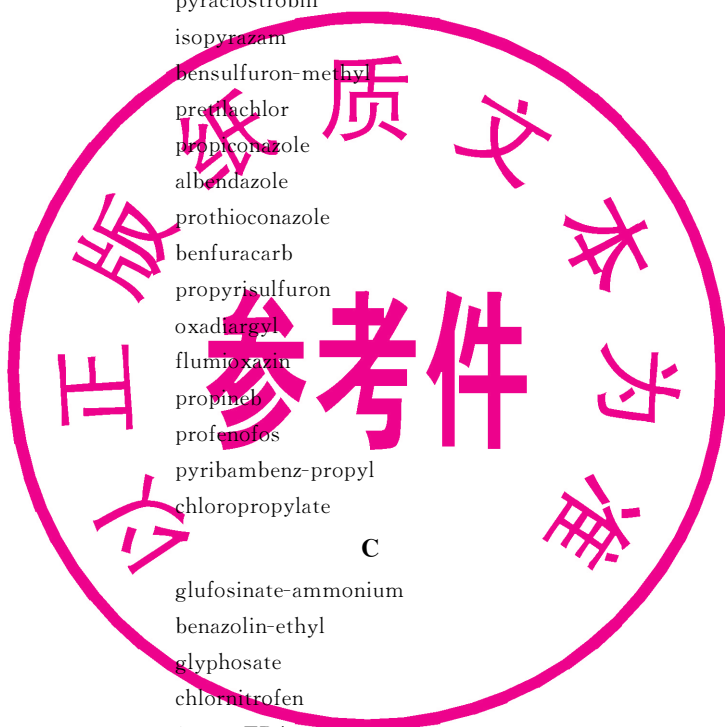 pyraclostrobin
isopyrazam
bensulfuron-methyl
pretilachlor
propiconazole
albendazole
prothioconazole
benfuracarb
propyrisulfuron
oxadiargyl
flumioxazin
propineb
profenofos
pyribambenz-propyl
chloropropylate
C
glufosinate-ammonium
benazolin-ethyl
glyphosate
chlornitrofen
以正版纸质文本为准
参考件